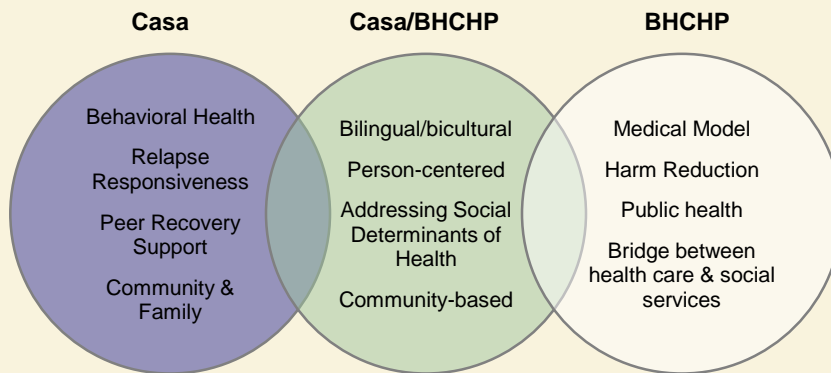 Casa
Casa/BHCHP
BHCHP
Behavioral Health
Relapse
Responsiveness
Peer Recovery
Support
Community &
Family
Bilingual/bicultural
Person-centered
Addressing Social
Determinants of
Health
Community-based
Medical Model
Harm Reduction
Public health
Bridge between
health care & social
services